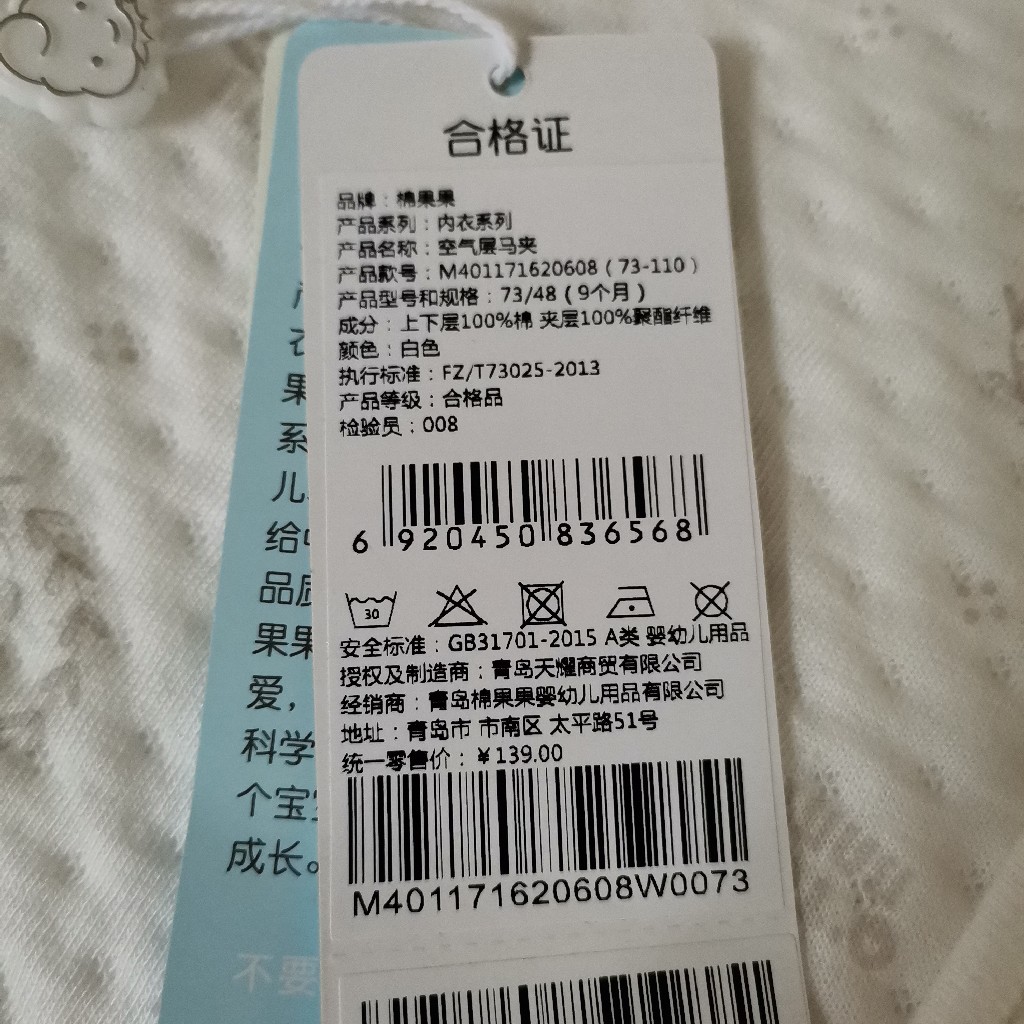 合格证
品牌：棉果果
产品系列：内衣系列
产品名称：空气层马夹
产品款号：M401171620608（73-110）
产品型号和规格：73/48（9个月）
成分：上下层100%棉 夹层100%聚酯纤维
颜色：白色
执行标准：FZ/T73025-2013
产品等级：合格品
检验员：008
6 920450 836568
30
安全标准：GB31701-2015 A类 婴幼儿用品
授权及制造商：青岛天耀商贸有限公司
经销商：青岛棉果果婴幼儿用品有限公司
地址：青岛市 市南区 太平路51号
统一零售价：￥139.00
M401171620608W0073
果
系
儿
给
品质
果果
爱，
科学
个宝
成长。
不要